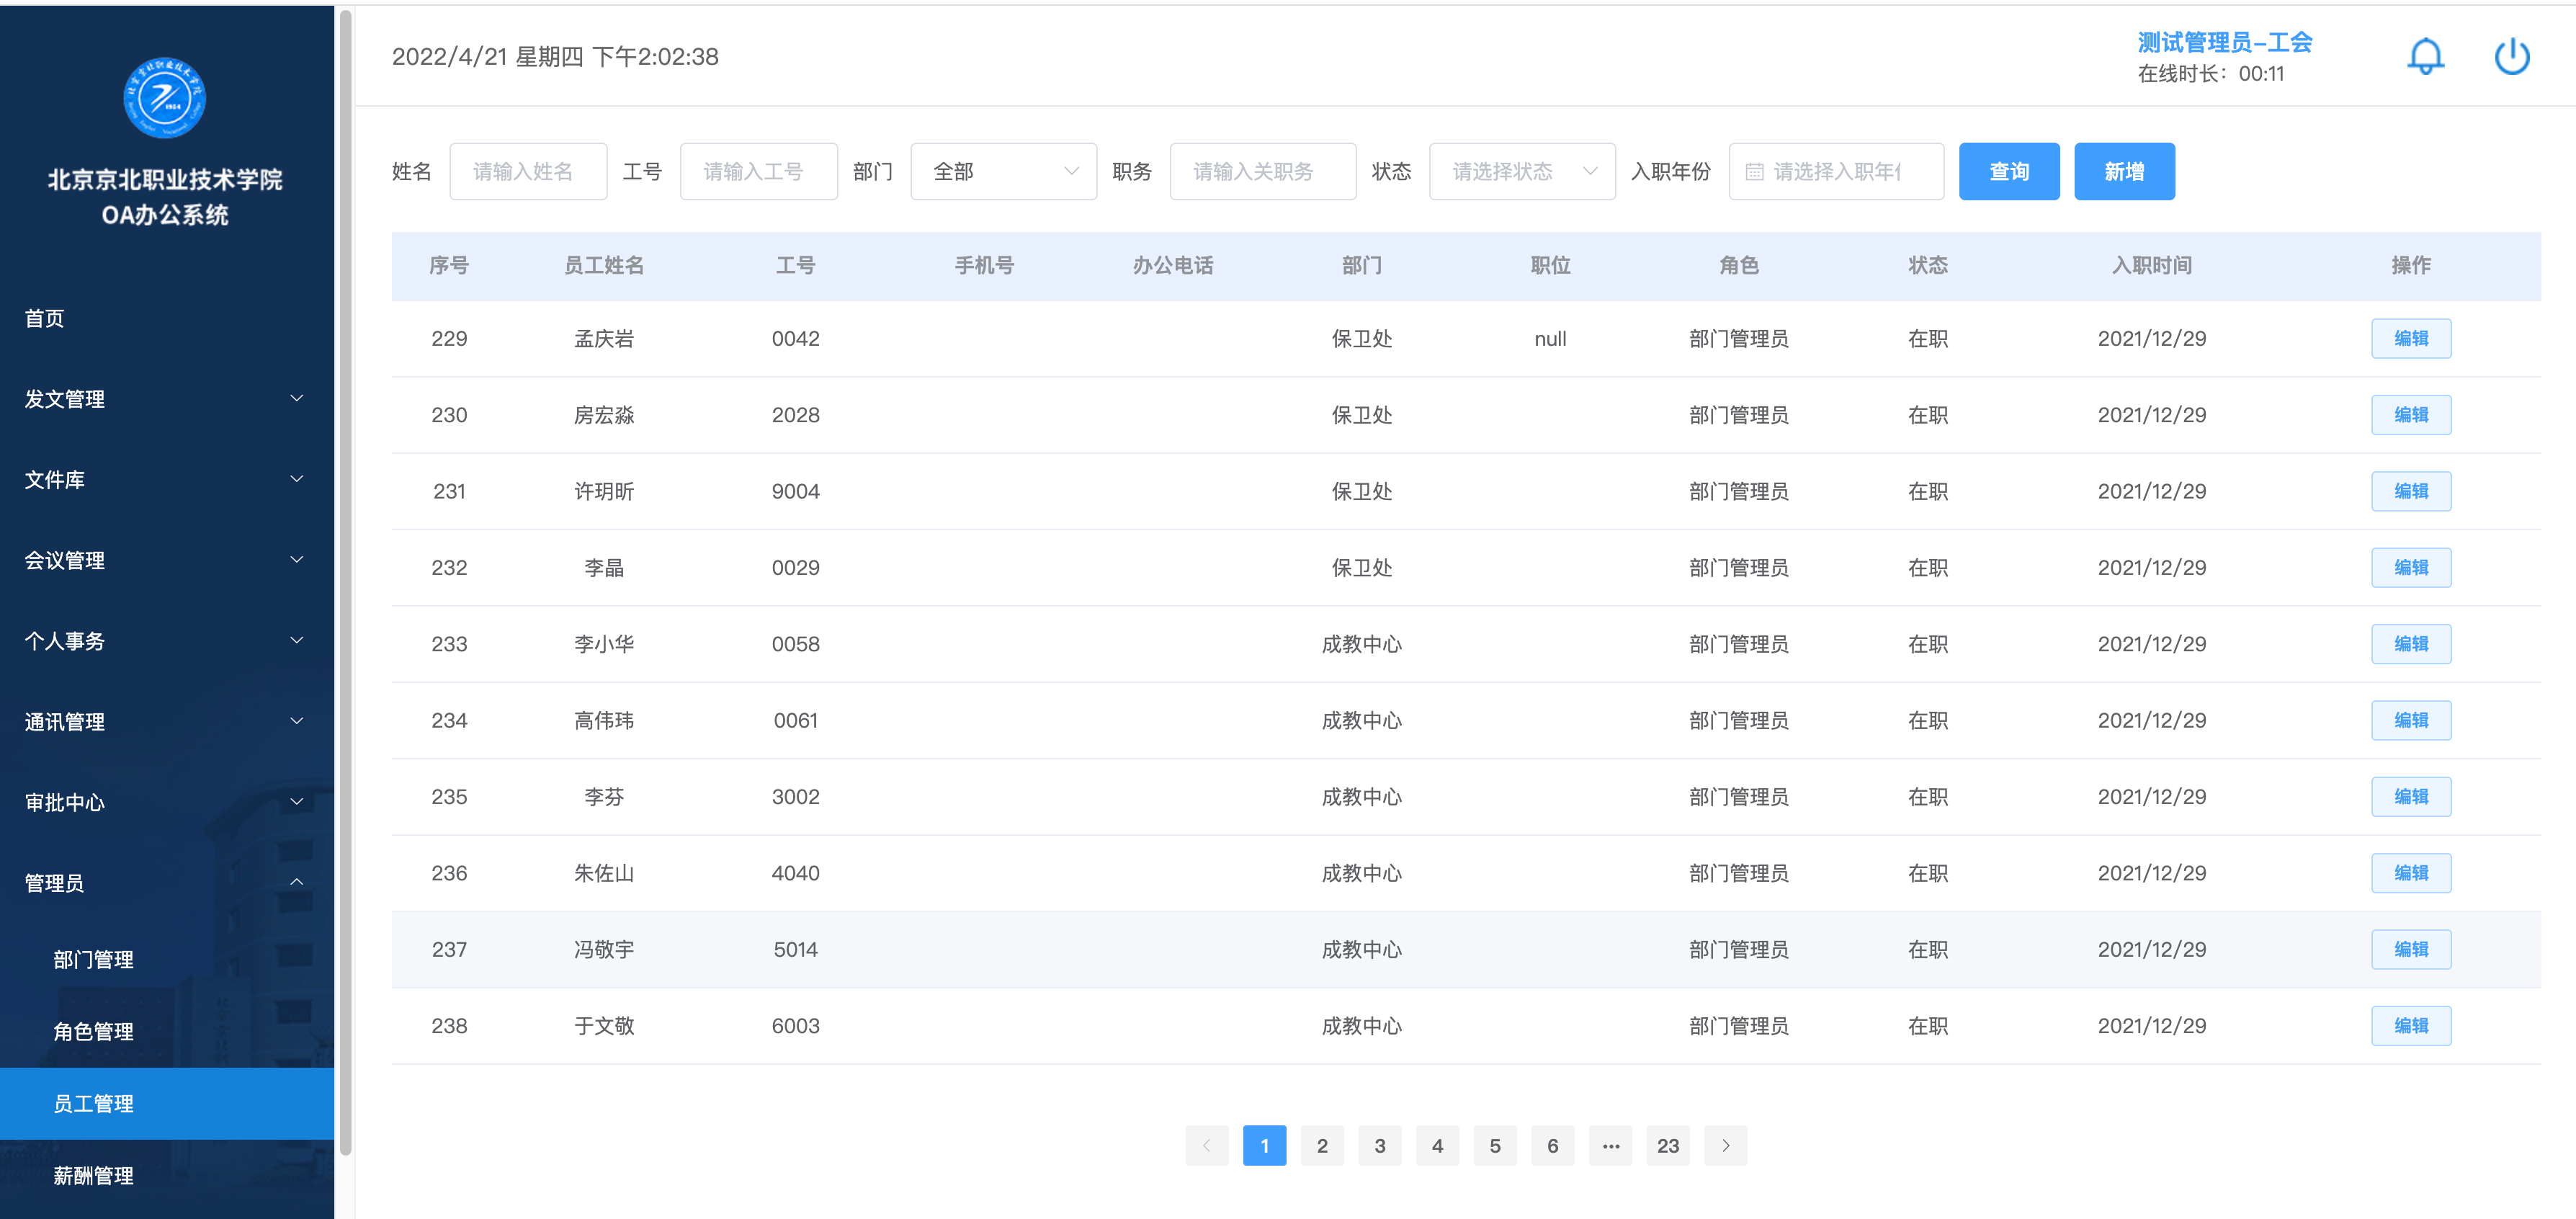 北京京北职业技术学院
OA办公系统
首页
发文管理
文件库
会议管理
个人事务
通讯管理
审批中心
管理员
部门管理
角色管理
员工管理
薪酬管理
2022/4/21 星期四 下午2:02:38
测试管理员-工会
在线时长：00:11
姓名 请输入姓名 工号 请输入工号 部门 全部 职务 请输入关职务 状态 请选择状态 入职年份 请选择入职年份 查询 新增
序号 员工姓名 工号 手机号 办公电话 部门 职位 角色 状态 入职时间 操作
229 孟庆岩 0042 保卫处 null 部门管理员 在职 2021/12/29 编辑
230 房宏淼 2028 保卫处 部门管理员 在职 2021/12/29 编辑
231 许玥昕 9004 保卫处 部门管理员 在职 2021/12/29 编辑
232 李晶 0029 保卫处 部门管理员 在职 2021/12/29 编辑
233 李小华 0058 成教中心 部门管理员 在职 2021/12/29 编辑
234 高伟玮 0061 成教中心 部门管理员 在职 2021/12/29 编辑
235 李芬 3002 成教中心 部门管理员 在职 2021/12/29 编辑
236 朱佐山 4040 成教中心 部门管理员 在职 2021/12/29 编辑
237 冯敬宇 5014 成教中心 部门管理员 在职 2021/12/29 编辑
238 于文敬 6003 成教中心 部门管理员 在职 2021/12/29 编辑
1 2 3 4 5 6 ··· 23